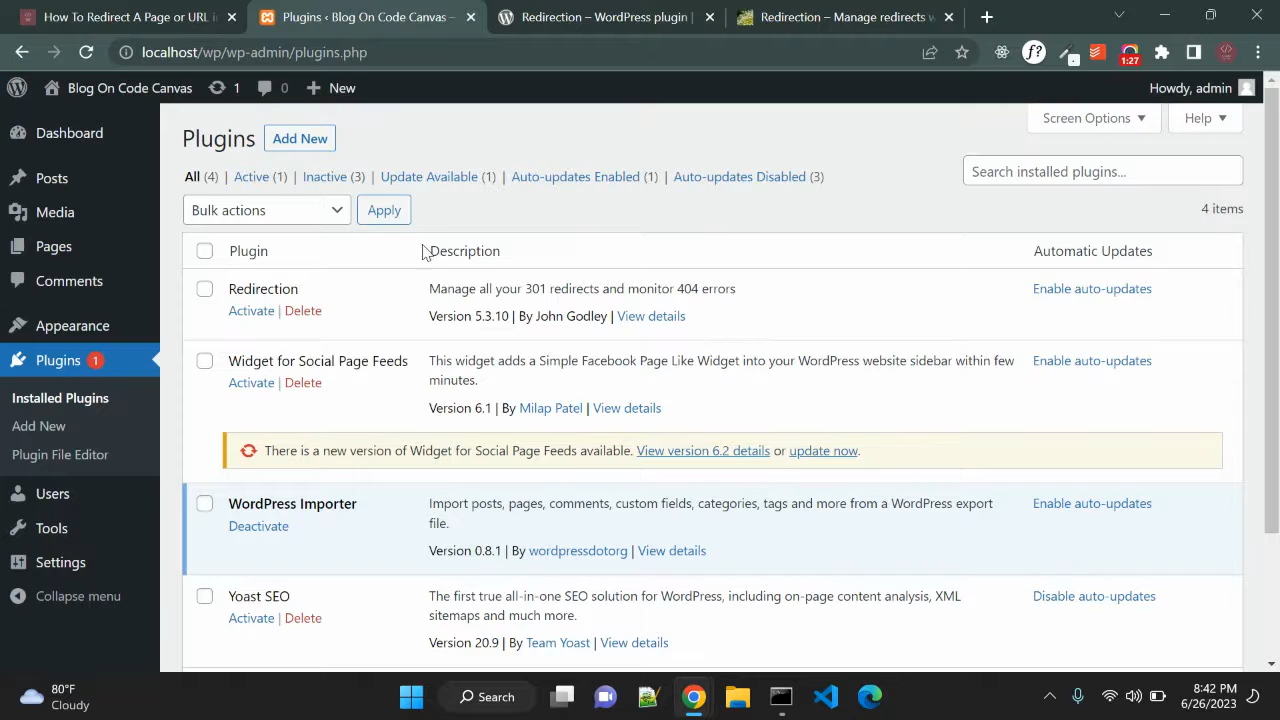 How To Redirect A Page or URL i
Plugins ‹ Blog On Code Canvas –
Redirection – WordPress plugin |
Redirection – Manage redirects w
localhost/wp/wp-admin/plugins.php
f?
1:27
Blog On Code Canvas
1
0
New
Howdy, admin
Dashboard
Posts
Media
Pages
Comments
Appearance
Plugins 1
Installed Plugins
Add New
Plugin File Editor
Users
Tools
Settings
Collapse menu
Screen Options
Help
Plugins
Add New
All (4) | Active (1) | Inactive (3) | Update Available (1) | Auto-updates Enabled (1) | Auto-updates Disabled (3)
Search installed plugins...
Bulk actions
Apply
4 items
Plugin
Description
Automatic Updates
Redirection
Activate | Delete
Manage all your 301 redirects and monitor 404 errors
Version 5.3.10 | By John Godley | View details
Enable auto-updates
Widget for Social Page Feeds
Activate | Delete
This widget adds a Simple Facebook Page Like Widget into your WordPress website sidebar within few
minutes.
Version 6.1 | By Milap Patel | View details
Enable auto-updates
There is a new version of Widget for Social Page Feeds available. View version 6.2 details or update now.
WordPress Importer
Deactivate
Import posts, pages, comments, custom fields, categories, tags and more from a WordPress export
file.
Version 0.8.1 | By wordpressdotorg | View details
Enable auto-updates
Yoast SEO
Activate | Delete
The first true all-in-one SEO solution for WordPress, including on-page content analysis, XML
sitemaps and much more.
Version 20.9 | By Team Yoast | View details
Disable auto-updates
80°F
Cloudy
Search
8:42 PM
6/26/2023